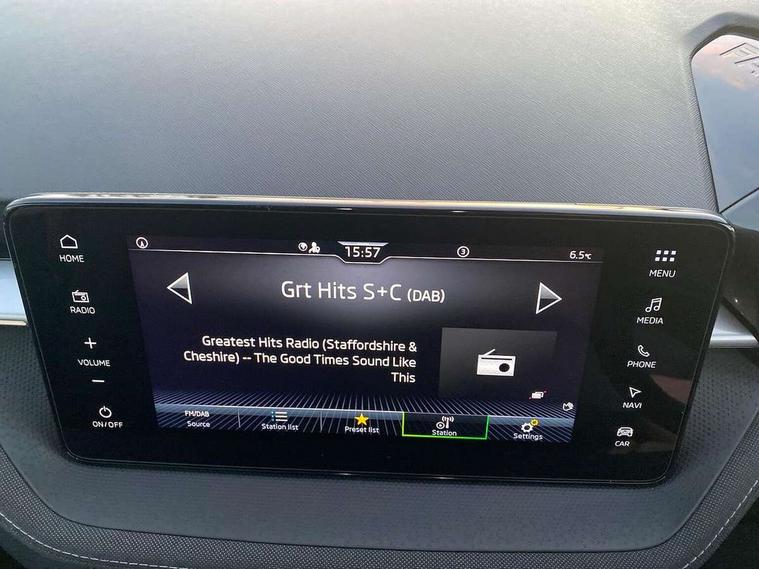 HOME
RADIO
VOLUME
ON/OFF
15:57
3
6.5°C
Grt Hits S+C (DAB)
Greatest Hits Radio (Staffordshire &
Cheshire) -- The Good Times Sound Like
This
FM/DAB
Source
Station list
Preset list
Station
Settings
MENU
MEDIA
PHONE
NAVI
CAR